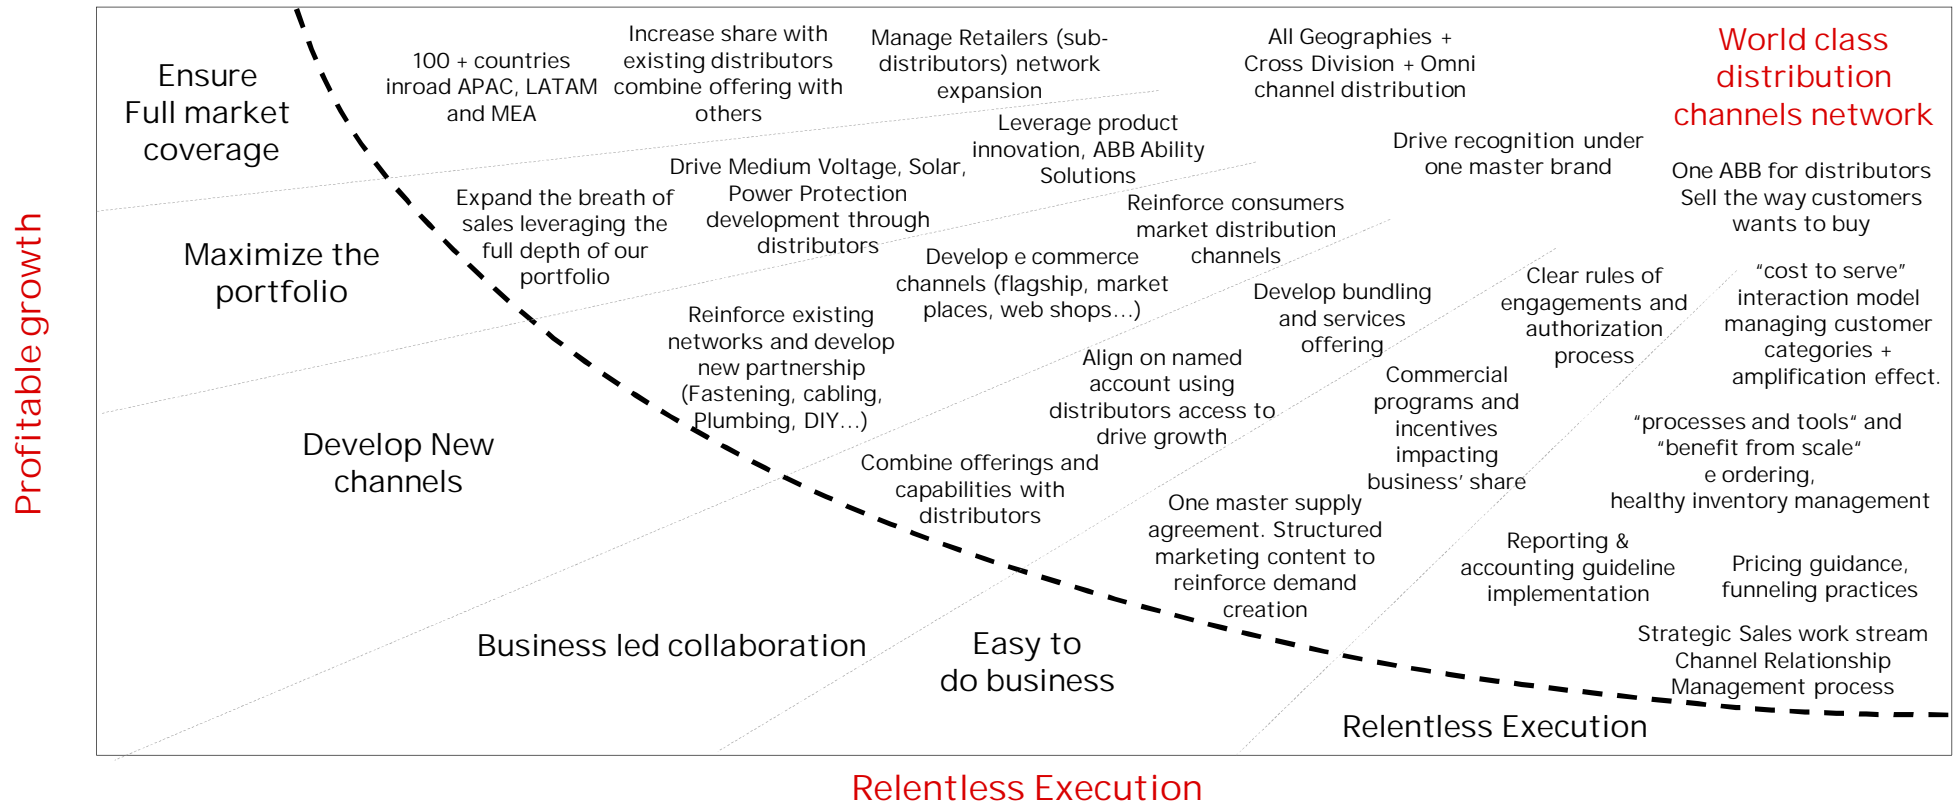 Profitable growth
Ensure
Full market
coverage
100 + countries
inroad APAC, LATAM
and MEA
Increase share with
existing distributors
combine offering with
others
Manage Retailers (sub-
distributors) network
expansion
All Geographies +
Cross Division + Omni
channel distribution
World class
distribution
channels network
Maximize the
portfolio
Expand the breath of
sales leveraging the
full depth of our
portfolio
Drive Medium Voltage, Solar,
Power Protection
development through
distributors
Leverage product
innovation, ABB Ability
Solutions
Drive recognition under
one master brand
One ABB for distributors
Sell the way customers
wants to buy
Develop New
channels
Reinforce existing
networks and develop
new partnership
(Fastening, cabling,
Plumbing, DIY…)
Develop e commerce
channels (flagship, market
places, web shops…)
Reinforce consumers
market distribution
channels
Business led collaboration
Combine offerings and
capabilities with
distributors
Align on named
account using
distributors access to
drive growth
Develop bundling
and services
offering
Easy to
do business
One master supply
agreement. Structured
marketing content to
reinforce demand
creation
Commercial
programs and
incentives
impacting
business’ share
Clear rules of
engagements and
authorization
process
“cost to serve”
interaction model
managing customer
categories +
amplification effect.
“processes and tools“ and
“benefit from scale“
e ordering,
healthy inventory management
Reporting &
accounting guideline
implementation
Pricing guidance,
funneling practices
Strategic Sales work stream
Channel Relationship
Management process
Relentless Execution
Relentless Execution